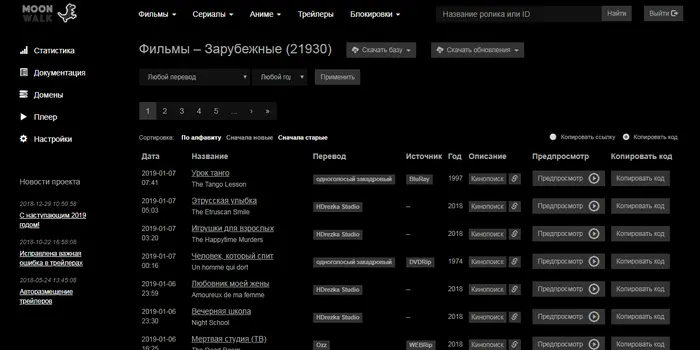 MOON
WALK
Фильмы Сериалы Аниме Трейлеры Блокировки Название ролика или ID Найти Выйти
Статистика
Документация
Домены
Плеер
Настройки
Новости проекта
2018-12-29 10:50:58
С наступающим 2019
годом!
2018-10-22 16:55:08
Исправлена важная
ошибка в трейлерах
2018-05-24 13:45:08
Авторазмещение
трейлеров
Фильмы – Зарубежные (21930) Скачать базу Скачать обновления
Любой перевод Любой год Применить
1 2 3 4 5 ... › »
Сортировка: По алфавиту Сначала новые Сначала старые Копировать ссылку Копировать код
Дата Название Перевод Источник Год Описание Предпросмотр Копировать код
2019-01-07 Урок танго одноголосый закадровый BluRay 1997 Кинопоиск Предпросмотр Копировать код
07:41 The Tango Lesson
2019-01-07 Этрусская улыбка HDrezka Studio – 2018 Кинопоиск Предпросмотр Копировать код
05:03 The Etruscan Smile
2019-01-07 Игрушки для взрослых HDrezka Studio – 2018 Кинопоиск Предпросмотр Копировать код
03:20 The Happytime Murders
2019-01-07 Человек, который спит одноголосый закадровый DVDRip 1974 Кинопоиск Предпросмотр Копировать код
00:16 Un homme qui dort
2019-01-06 Любовник моей жены HDrezka Studio – 2018 Кинопоиск Предпросмотр Копировать код
23:59 Amoureux de ma femme
2019-01-06 Вечерняя школа HDrezka Studio – 2018 Кинопоиск Предпросмотр Копировать код
23:30 Night School
2019-01-06 Мертвая студия (ТВ) Ozz WEBRip 2018 Кинопоиск Предпросмотр Копировать код
16:25